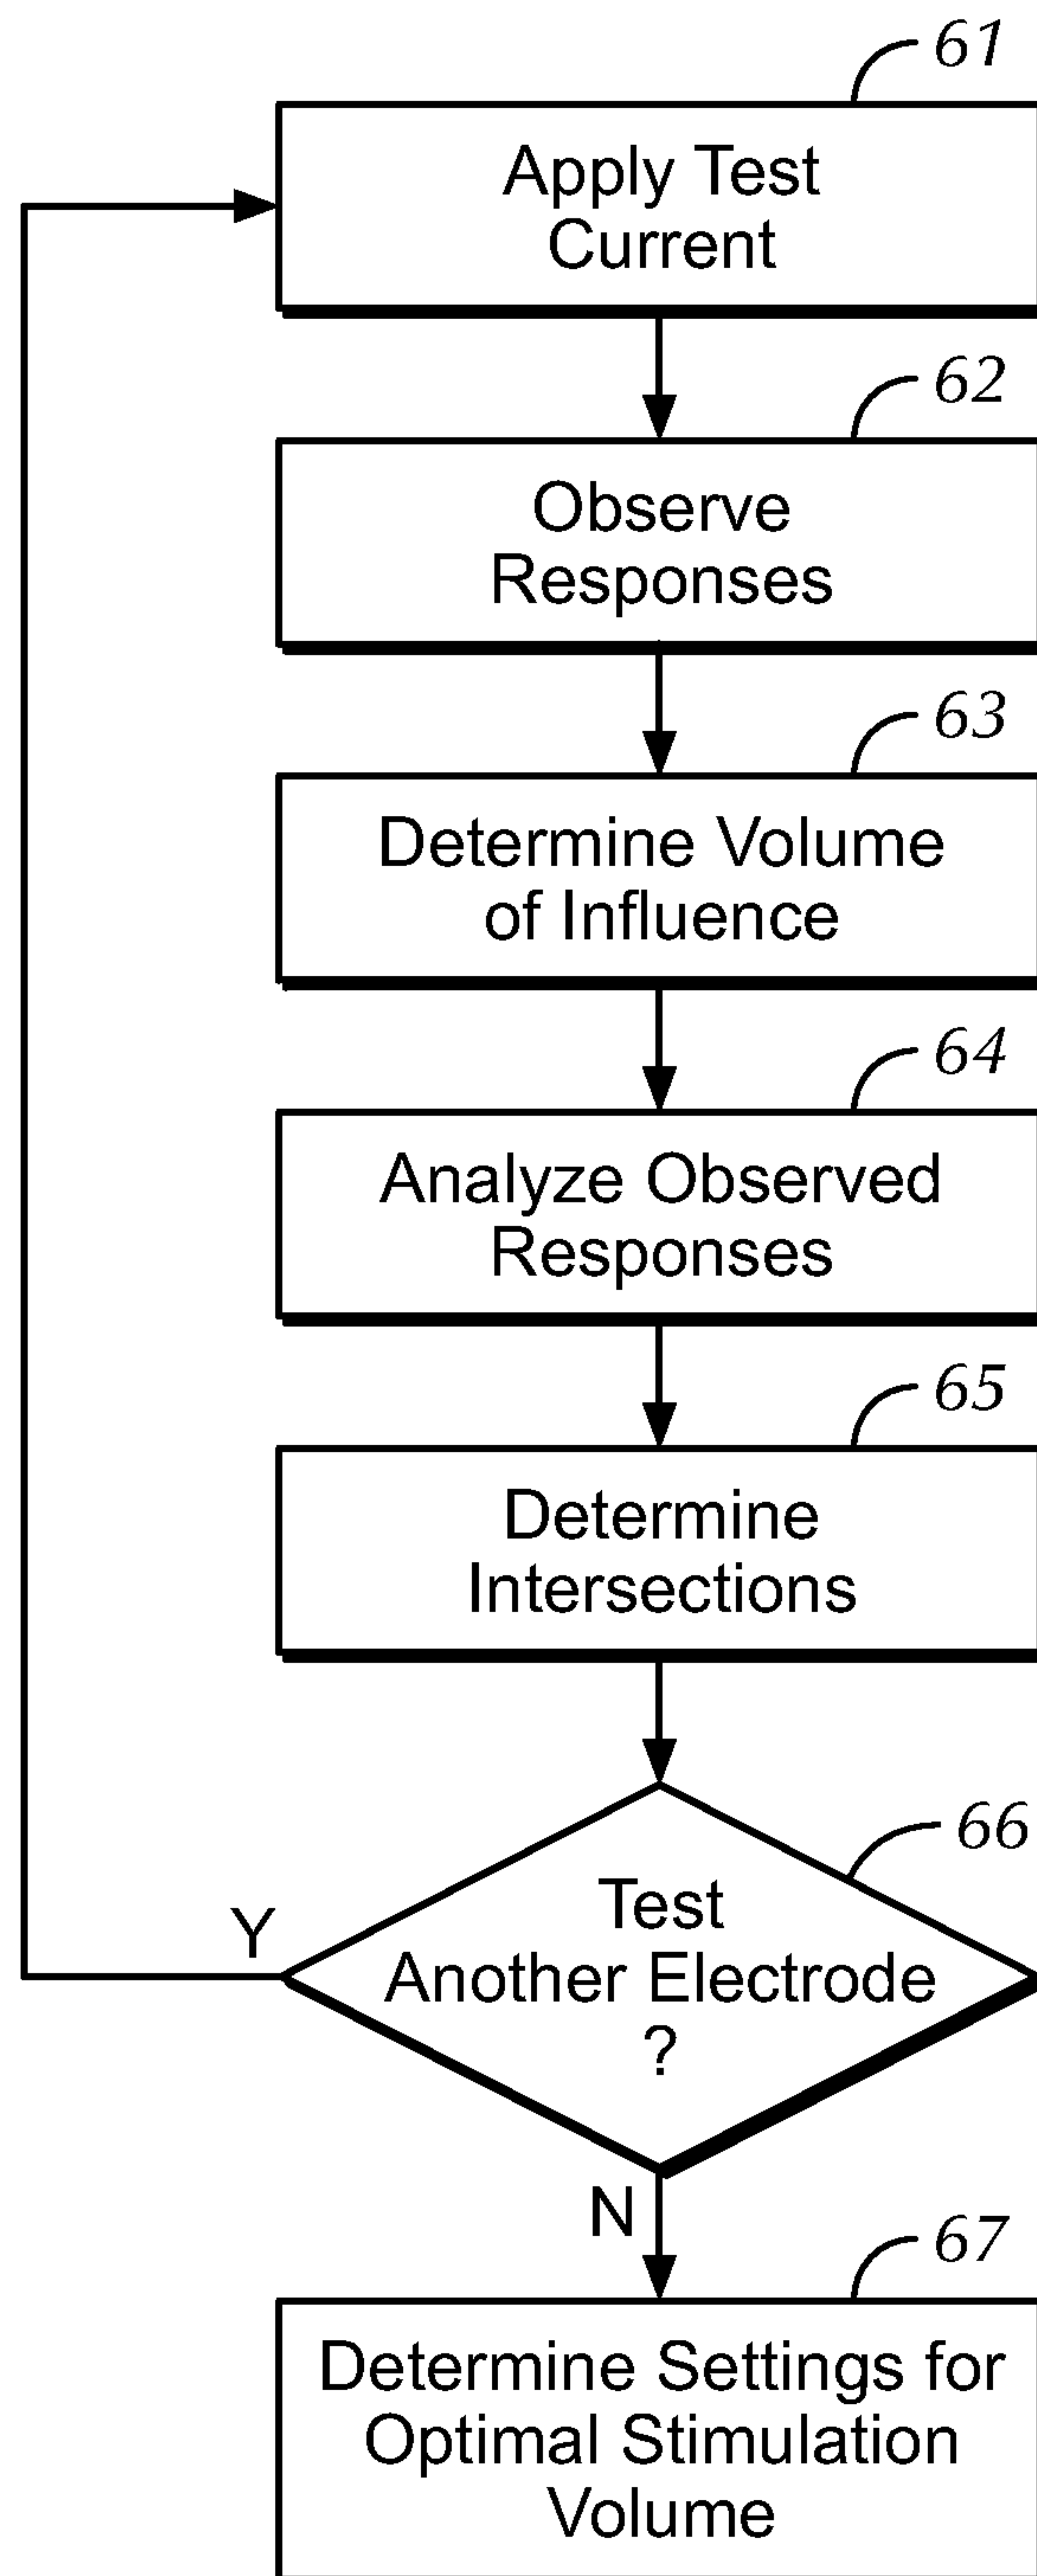 61
Apply Test
Current
62
Observe
Responses
63
Determine Volume
of Influence
64
Analyze Observed
Responses
65
Determine
Intersections
66
Test
Another Electrode
?
Y
N
67
Determine Settings for
Optimal Stimulation
Volume